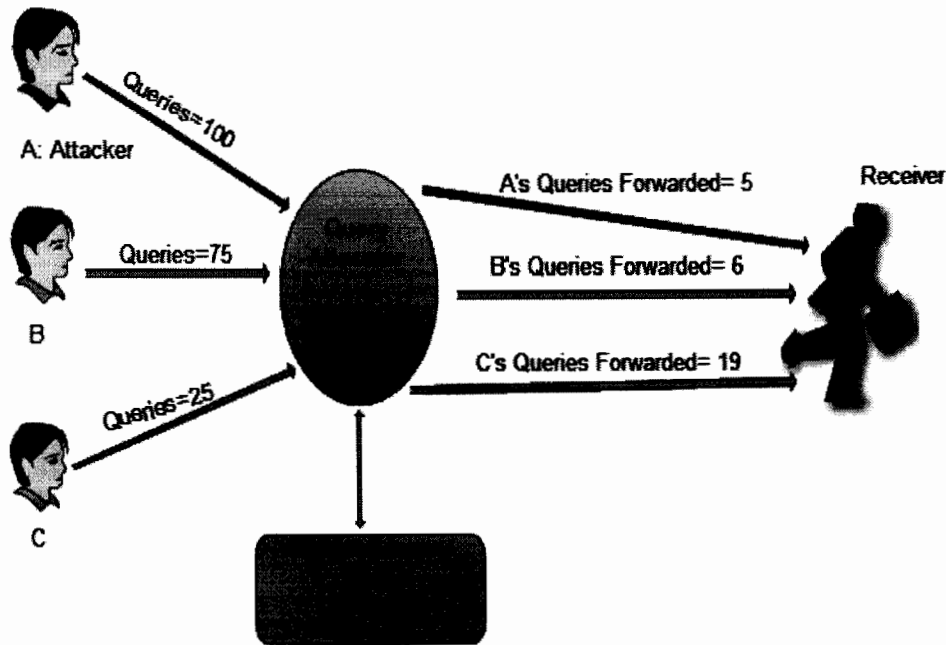 Queries=100
A: Attacker
A's Queries Forwarded= 5
Receiver
Queries=75
B's Queries Forwarded= 6
B
C's Queries Forwarded= 19
Queries=25
C